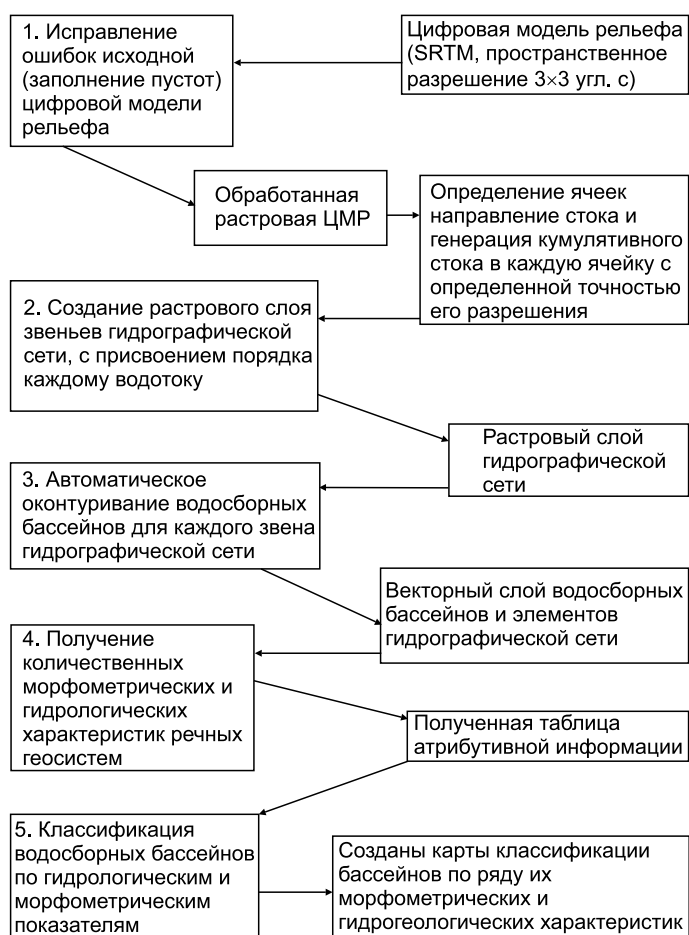 Цифровая модель рельефа
(SRTM, пространственное
разрешение 3×3 угл. с)
1. Исправление
ошибок исходной
(заполнение пустот)
цифровой модели
рельефа
Обработанная
растровая ЦМР
Определение ячеек
направление стока и
генерация кумулятивного
стока в каждую ячейку с
определенной точностью
его разрешения
2. Создание растрового слоя
звеньев гидрографической
сети, с присвоением порядка
каждому водотоку
Растровый слой
гидрографической
сети
3. Автоматическое
оконтуривание водосборных
бассейнов для каждого звена
гидрографической сети
Векторный слой водосборных
бассейнов и элементов
гидрографической сети
4. Получение
количественных
морфометрических и
гидрологических
характеристик речных
геосистем
Полученная таблица
атрибутивной информации
5. Классификация
водосборных бассейнов
по гидрологическим и
морфометрическим
показателям
Созданы карты классификации
бассейнов по ряду их
морфометрических и
гидрогеологических характеристик